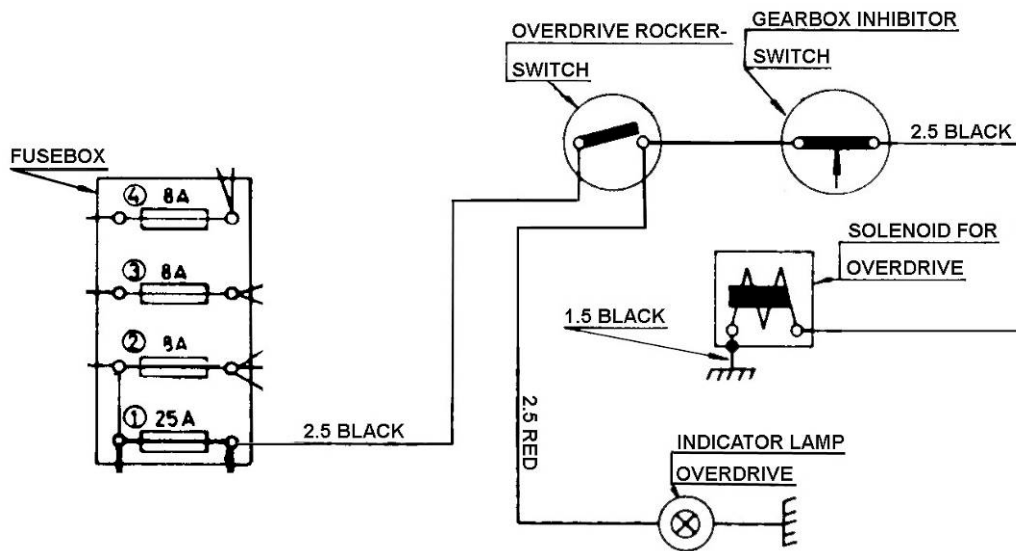 OVERDRIVE ROCKER-
SWITCH
GEARBOX INHIBITOR
SWITCH
2.5 BLACK
FUSEBOX
④ 8A
③ 8A
② 8A
① 25A
2.5 BLACK
SOLENOID FOR
OVERDRIVE
1.5 BLACK
2.5 RED
INDICATOR LAMP
OVERDRIVE